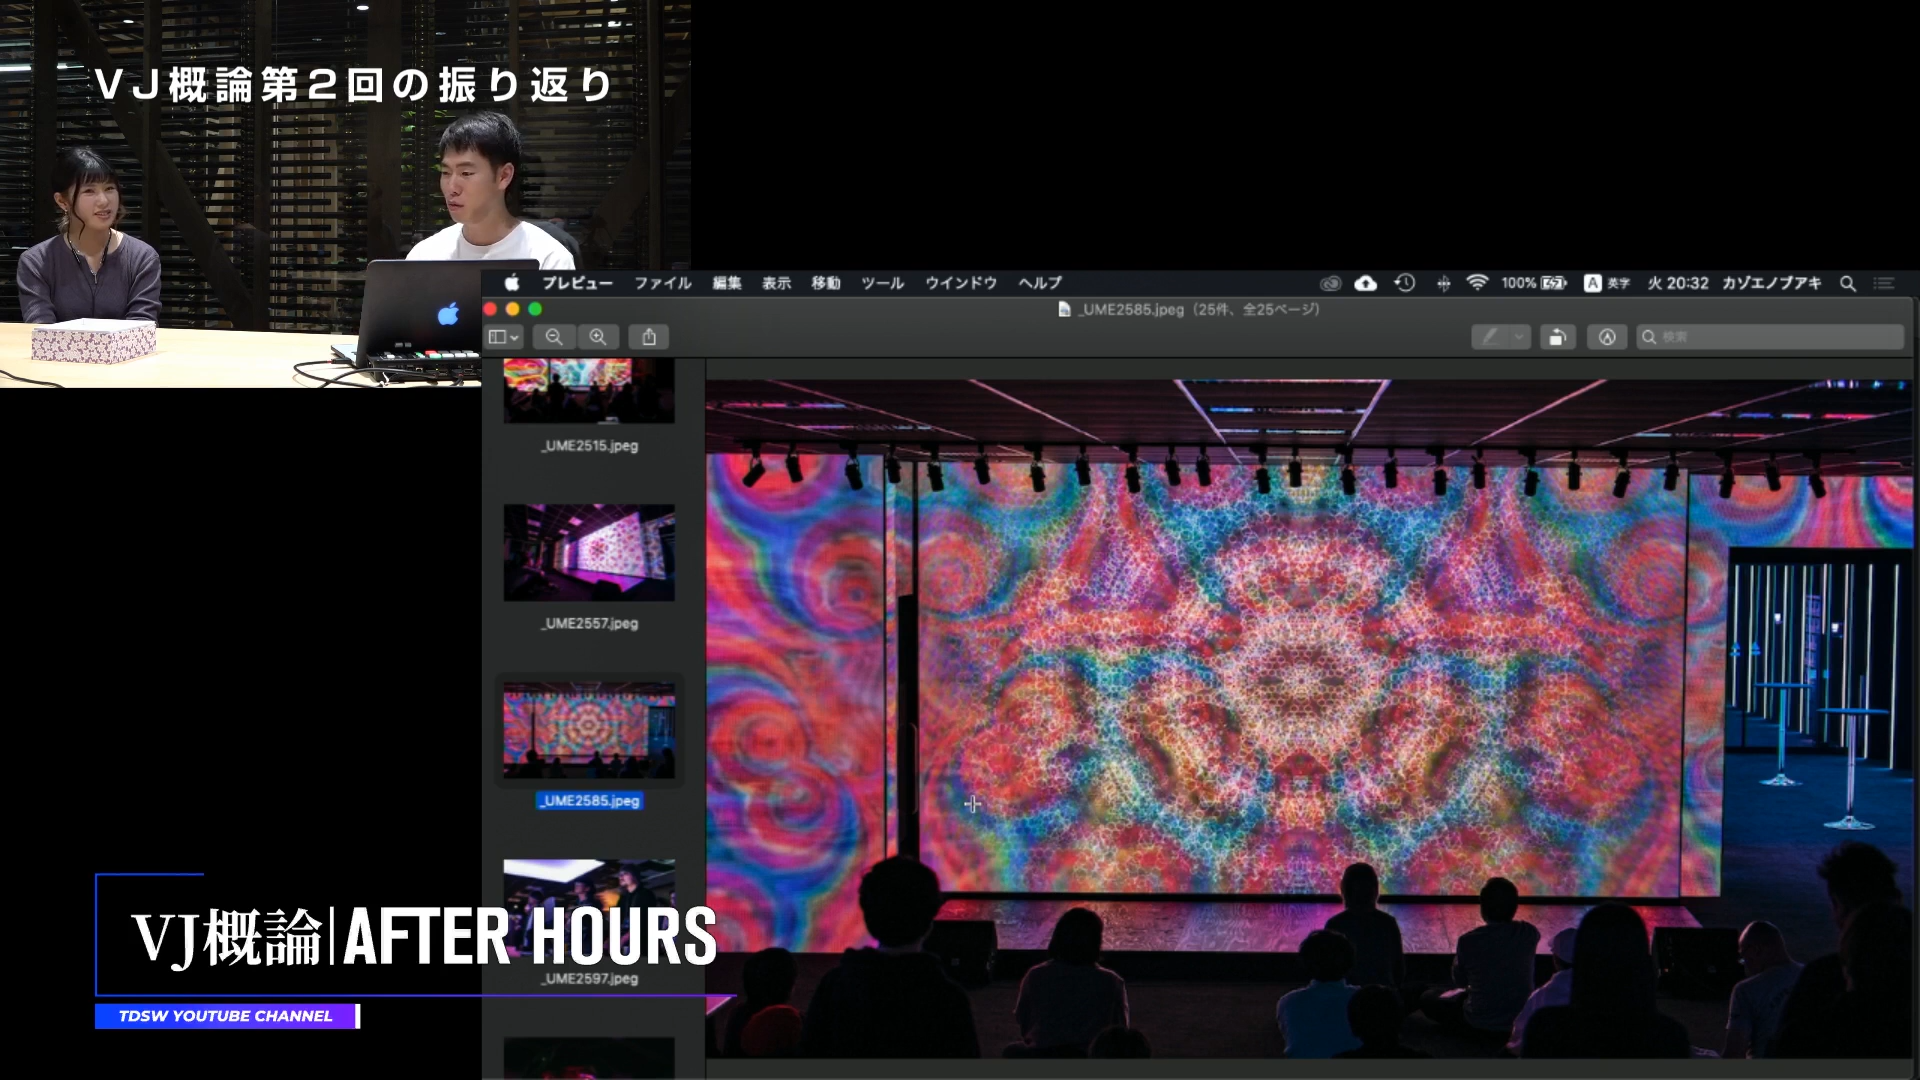 VJ概論第2回の振り返り
プレビュー ファイル 編集 表示 移動 ツール ウインドウ ヘルプ 100% A 英字 火 20:32 カゾエノブアキ
_UME2585.jpeg（25件、全25ページ）
検索
_UME2515.jpeg
_UME2557.jpeg
_UME2585.jpeg
_UME2597.jpeg
VJ概論|AFTER HOURS
TDSW YOUTUBE CHANNEL